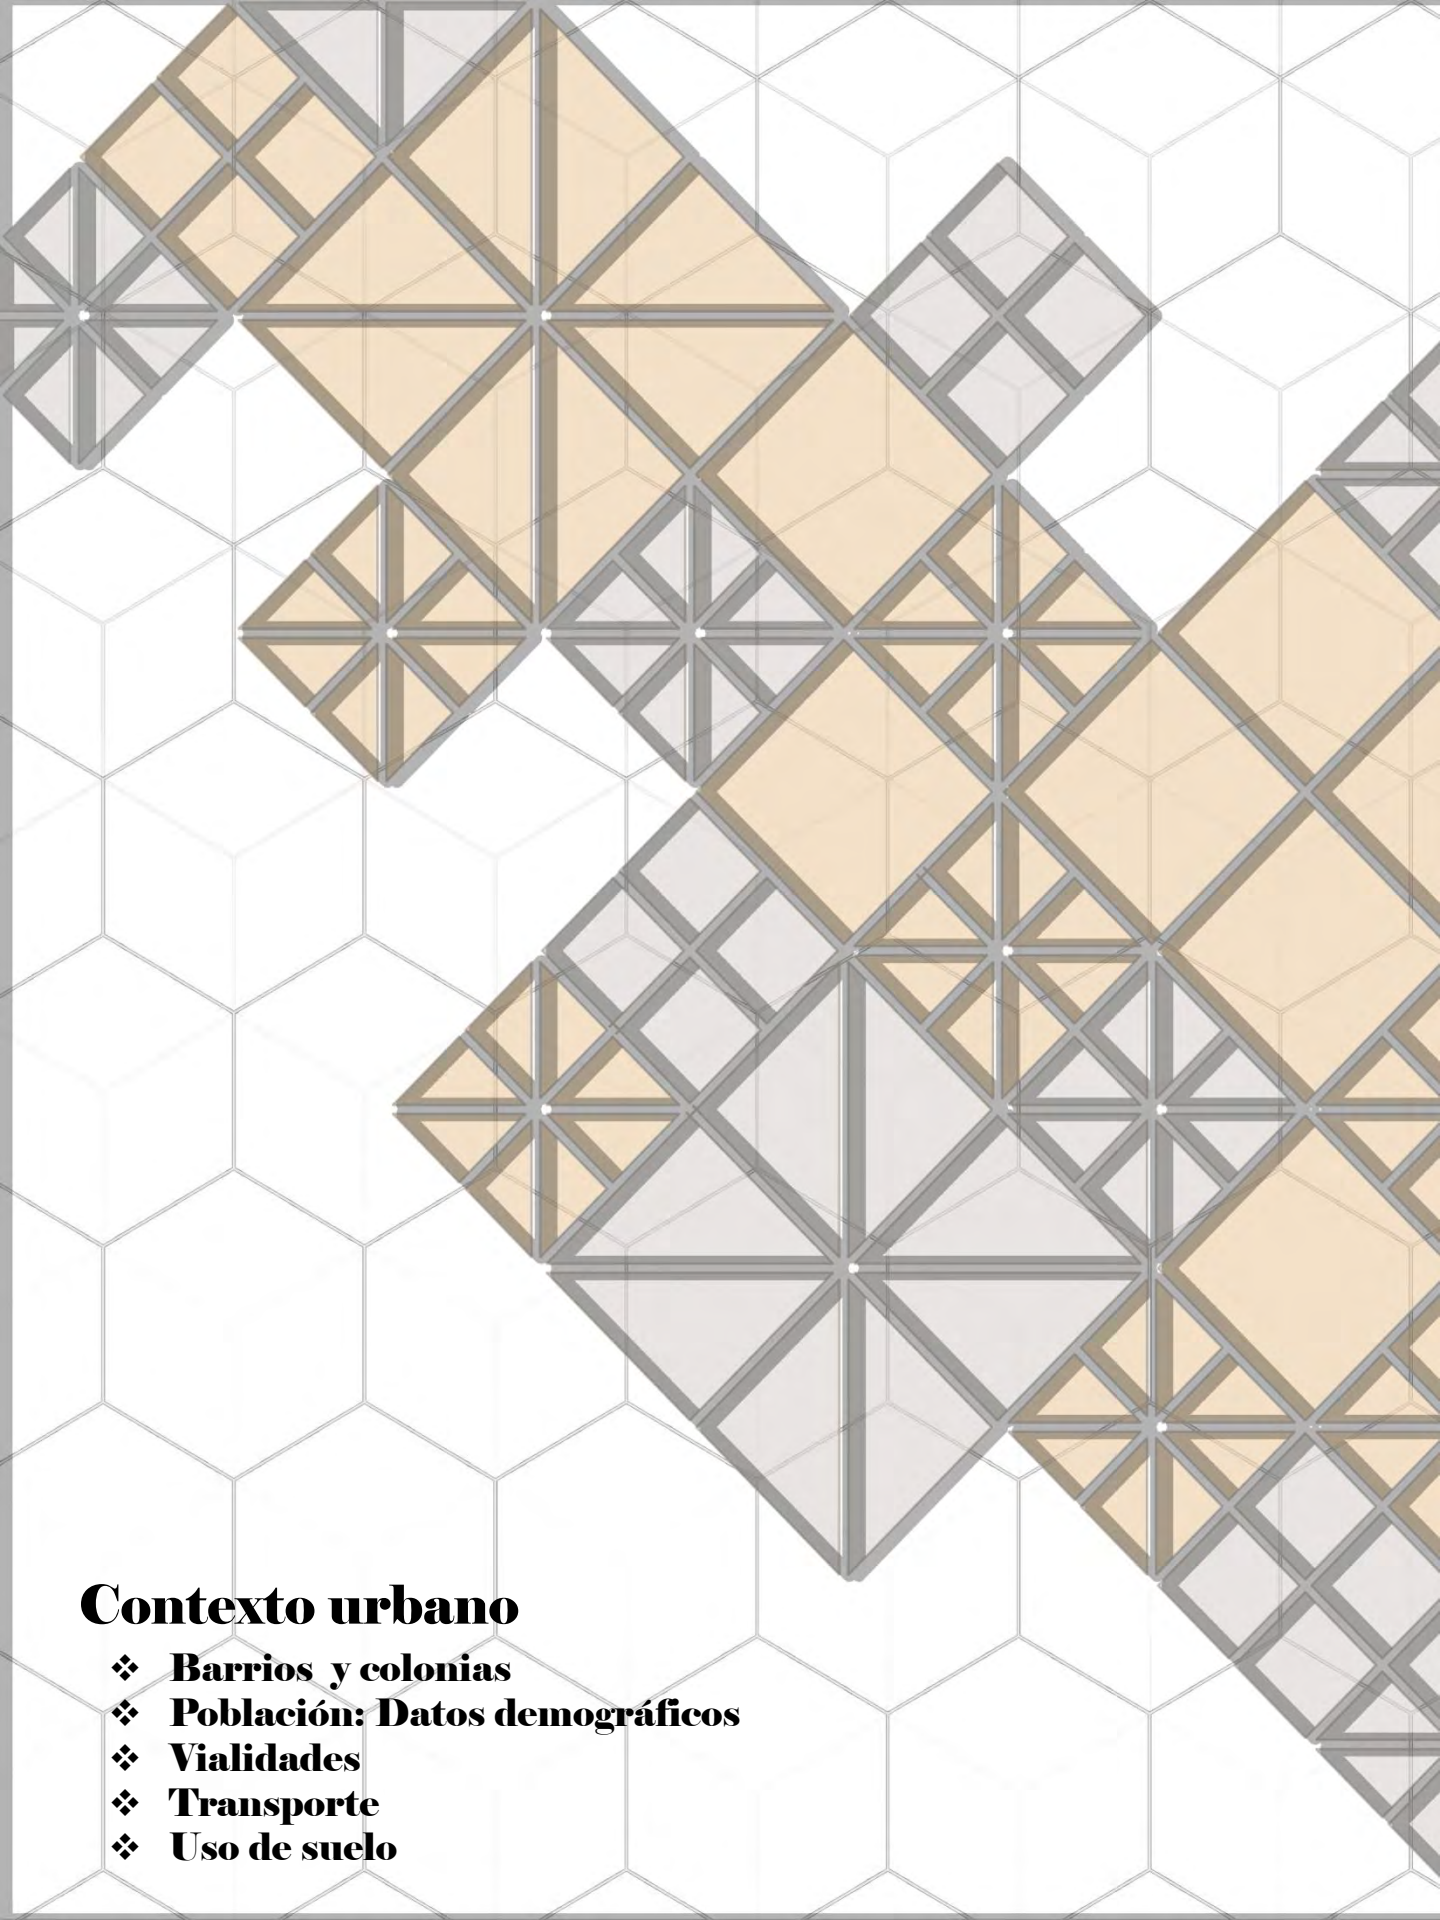 Contexto urbano
❖ Barrios y colonias
❖ Población: Datos demográficos
❖ Vialidades
❖ Transporte
❖ Uso de suelo